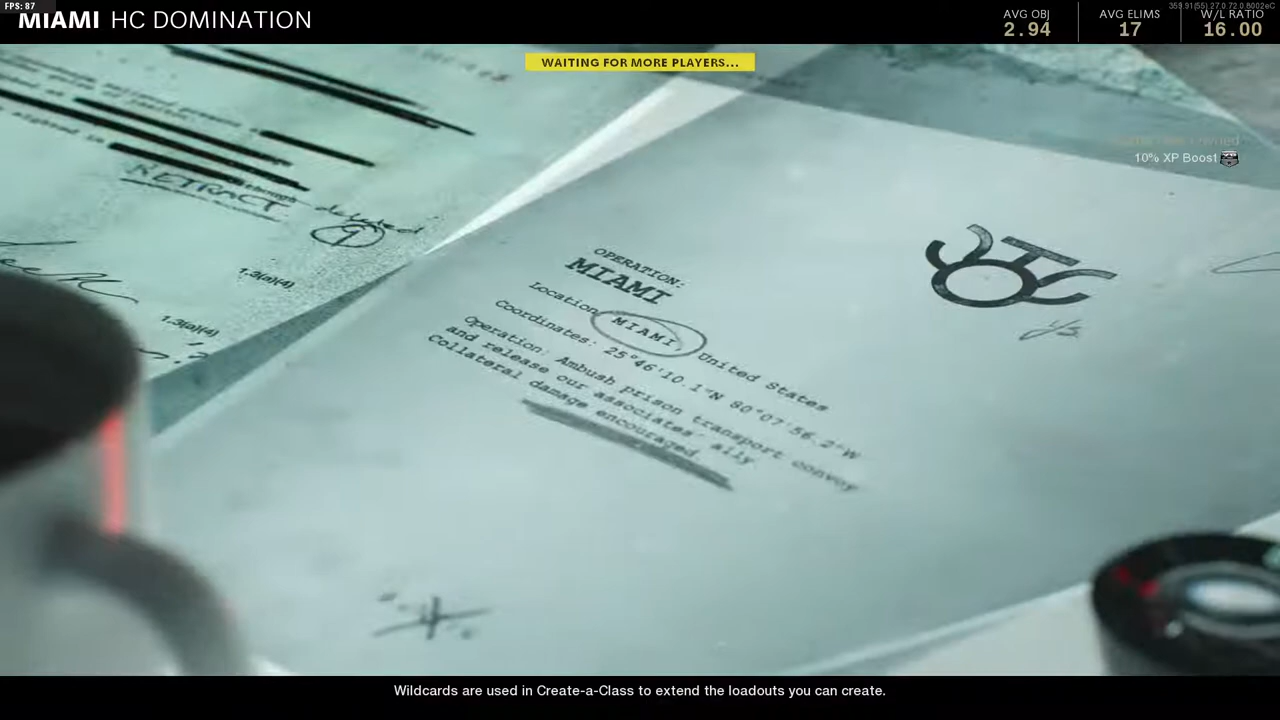 FPS: 87
MIAMI HC DOMINATION
AVG OBJ
2.94
AVG ELIMS
17
W/L RATIO
16.00
WAITING FOR MORE PLAYERS...
10% XP Boost
RETRACT
through
deleted
9
1.3(a)(4)
1.3(a)(4)
OPERATION:
MIAMI
Location: MIAMI, United States
Coordinates: 25°46'10.1"N 80°07'56.2"W
Operation: Ambush prison transport convoy
and release our associates' ally
Collateral damage encouraged.
Wildcards are used in Create-a-Class to extend the loadouts you can create.